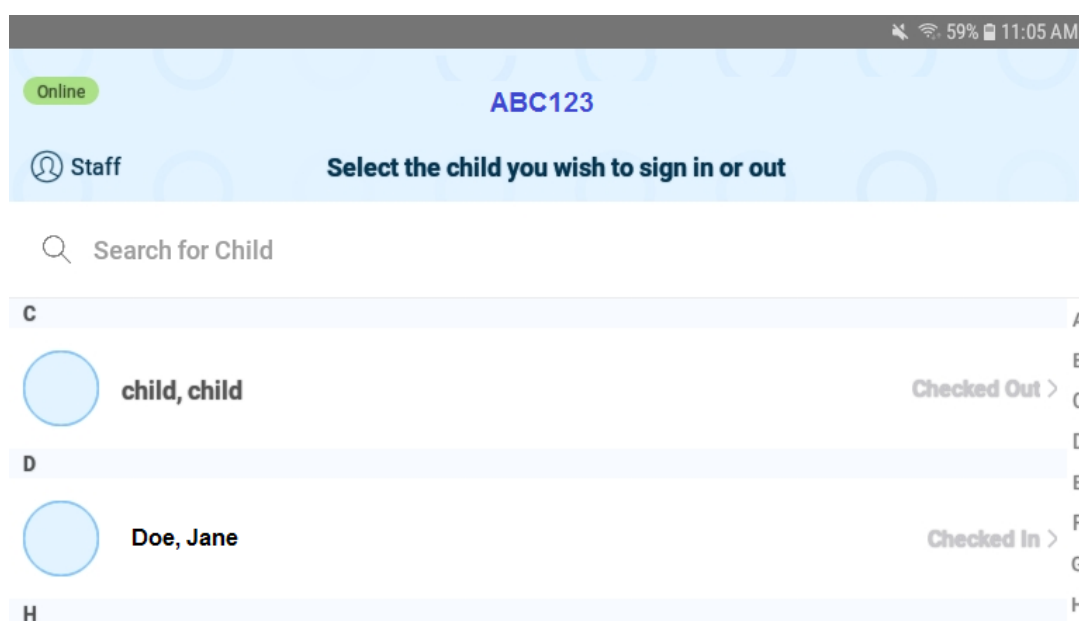 59% 11:05 AM
Online
ABC123
Staff
Select the child you wish to sign in or out
Search for Child
C
child, child
Checked Out
D
Doe, Jane
Checked In
H
A
B
C
D
E
F
G
H